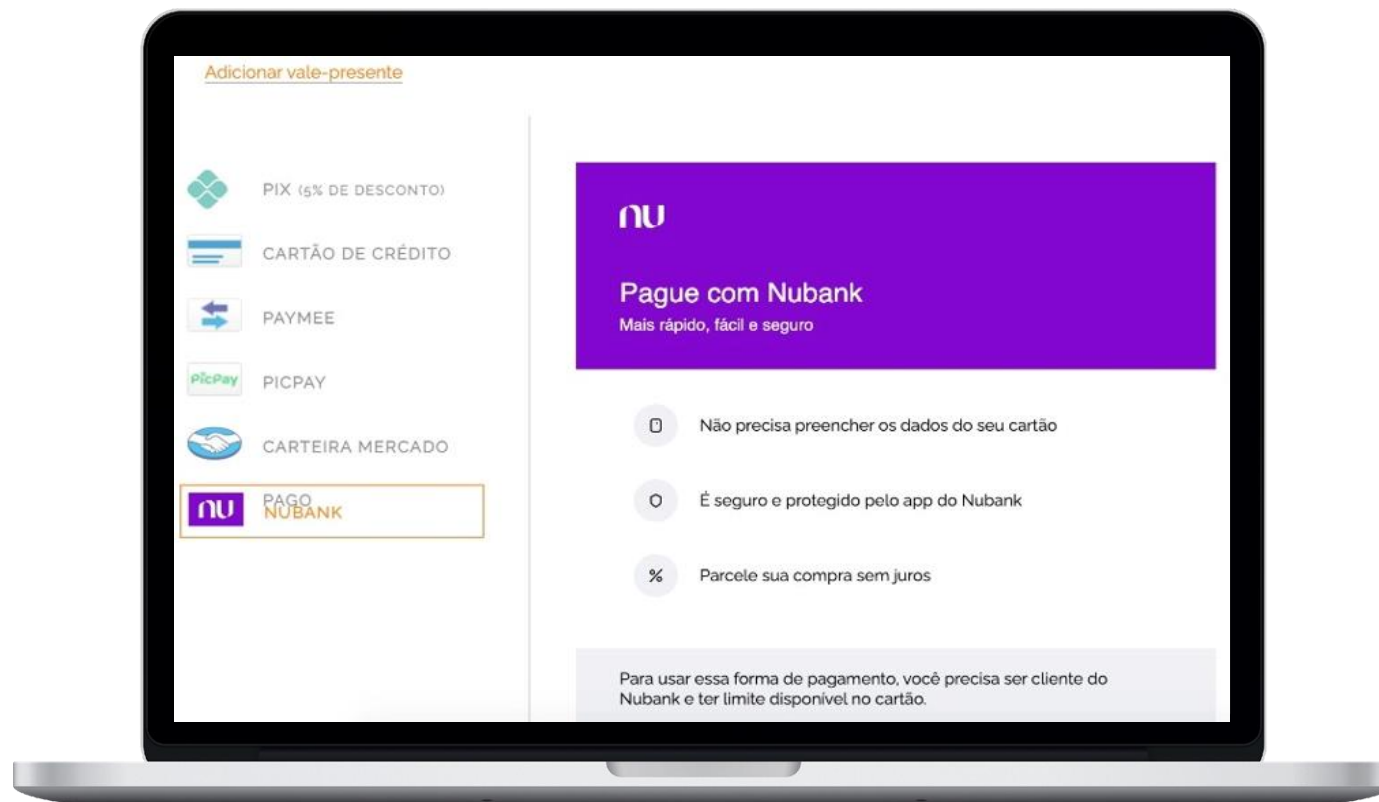 Adicionar vale-presente
PIX (5% DE DESCONTO)
CARTÃO DE CRÉDITO
PAYMEE
PicPay
PICPAY
CARTEIRA MERCADO
PAGO
nu
NUBANK
nu
Pague com Nubank
Mais rápido, fácil e seguro
Não precisa preencher os dados do seu cartão
É seguro e protegido pelo app do Nubank
%
Parcele sua compra sem juros
Para usar essa forma de pagamento, você precisa ser cliente do
Nubank e ter limite disponível no cartão.